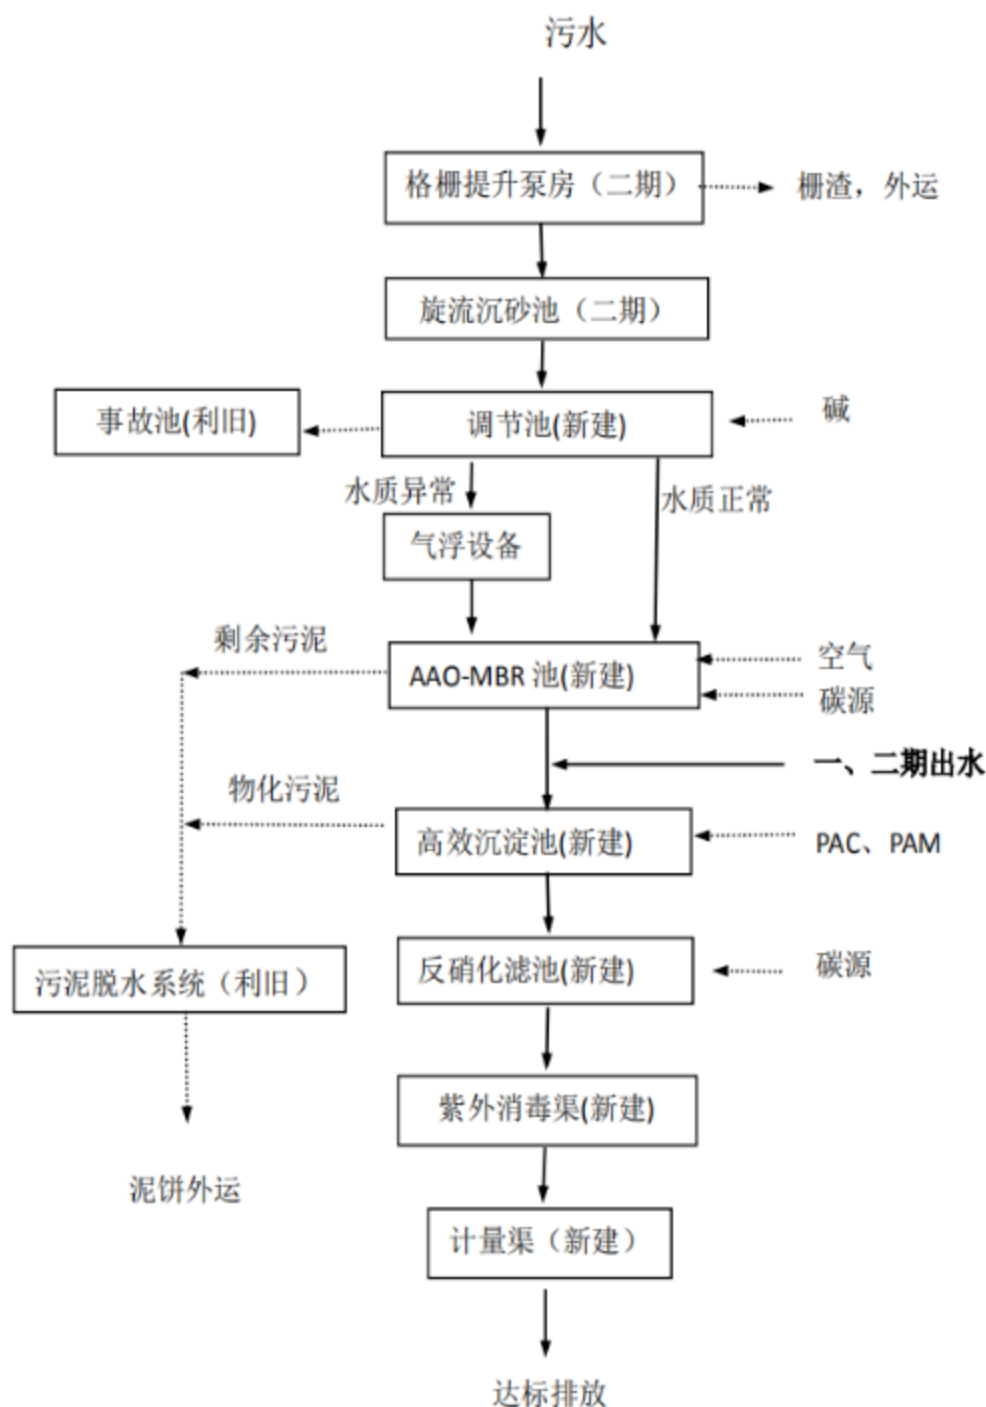 污水
格栅提升泵房（二期）
栅渣，外运
旋流沉砂池（二期）
事故池(利旧)
调节池(新建)
碱
水质异常
水质正常
气浮设备
剩余污泥
AAO-MBR 池(新建)
空气
碳源
一、二期出水
物化污泥
高效沉淀池(新建)
PAC、PAM
污泥脱水系统（利旧）
反硝化滤池(新建)
碳源
紫外消毒渠(新建)
泥饼外运
计量渠（新建）
达标排放